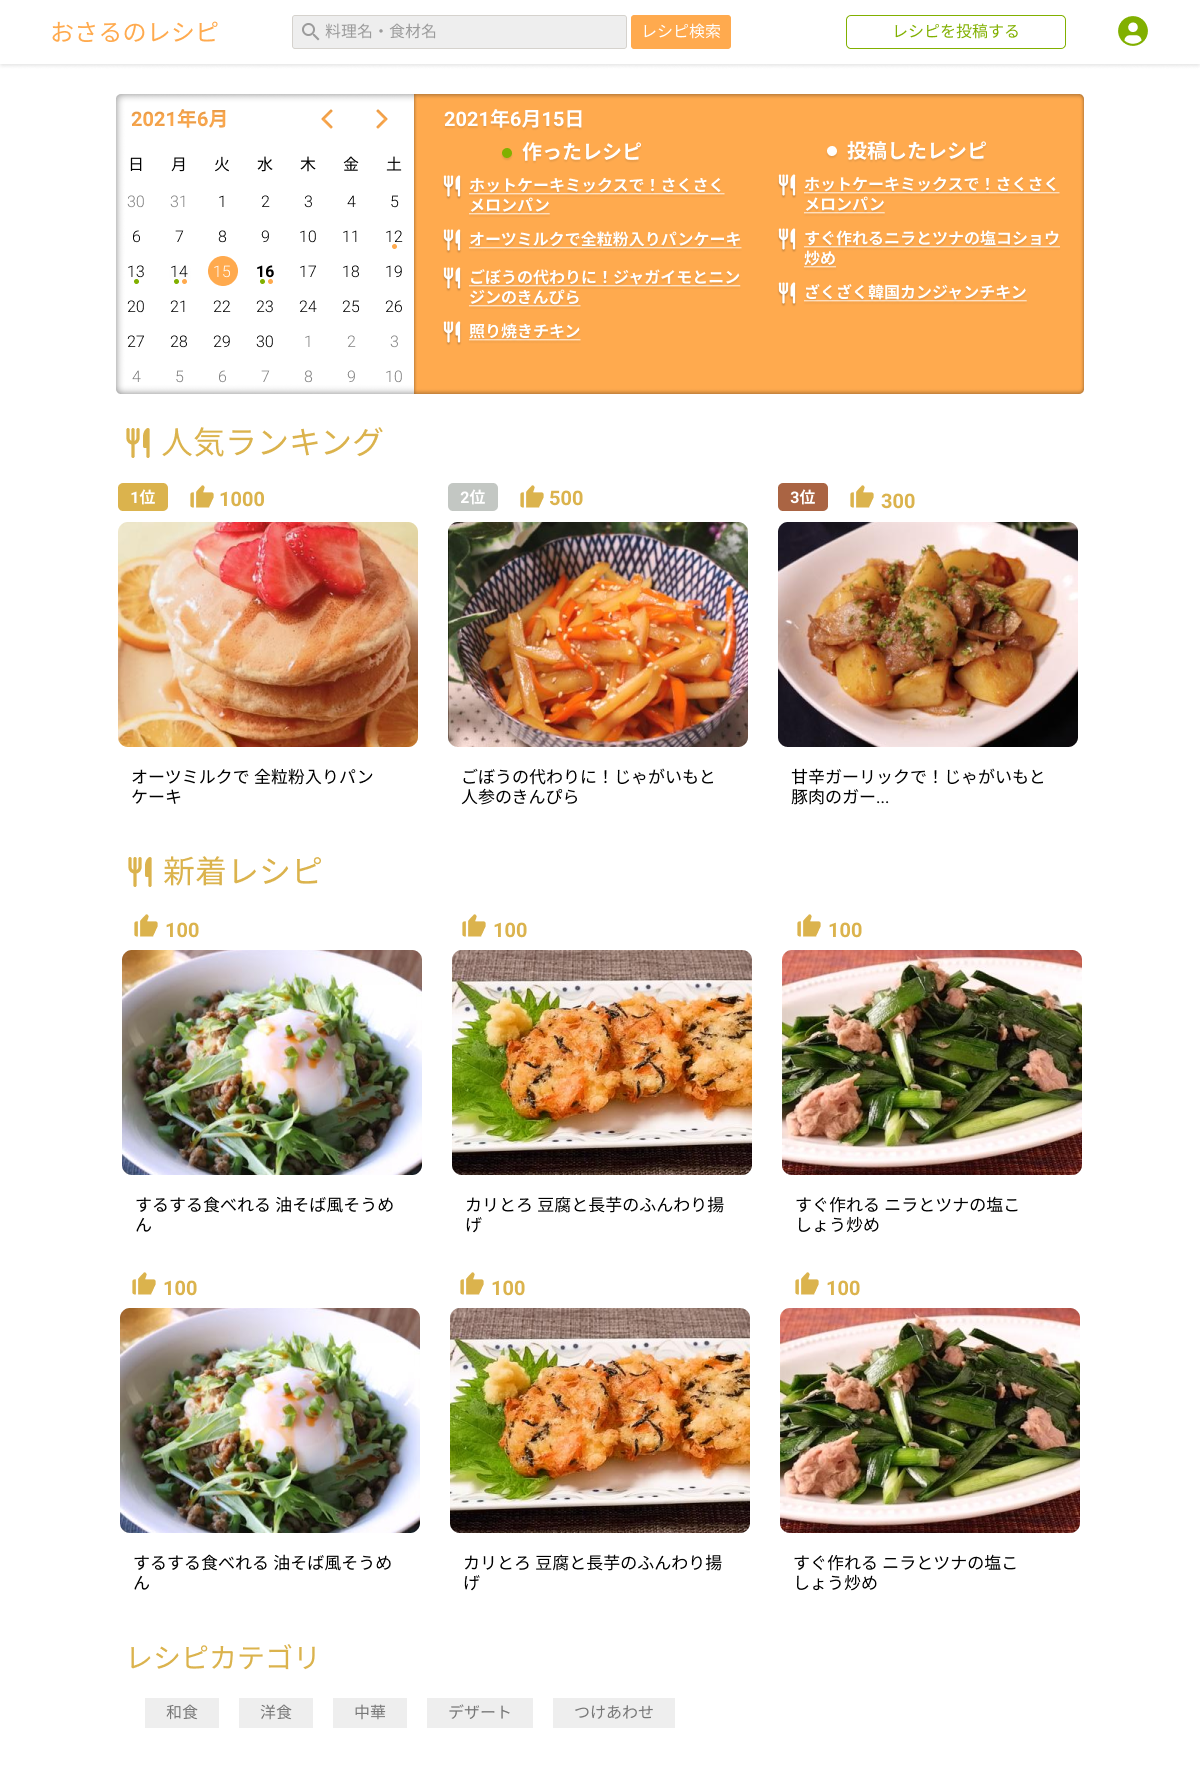 おさるのレシピ
料理名・食材名
レシピ検索
レシピを投稿する
2021年6月
日 月 火 水 木 金 土
30 31 1 2 3 4 5
6 7 8 9 10 11 12
13 14 15 16 17 18 19
20 21 22 23 24 25 26
27 28 29 30 1 2 3
4 5 6 7 8 9 10
2021年6月15日
作ったレシピ
ホットケーキミックスで！さくさく
メロンパン
オーツミルクで全粒粉入りパンケーキ
ごぼうの代わりに！ジャガイモとニン
ジンのきんぴら
照り焼きチキン
投稿したレシピ
ホットケーキミックスで！さくさく
メロンパン
すぐ作れるニラとツナの塩コショウ
炒め
ざくざく韓国カンジャンチキン
人気ランキング
1位 1000
2位 500
3位 300
オーツミルクで 全粒粉入りパン
ケーキ
ごぼうの代わりに！じゃがいもと
人参のきんぴら
甘辛ガーリックで！じゃがいもと
豚肉のガー...
新着レシピ
100
100
100
するする食べれる 油そば風そうめ
ん
カリとろ 豆腐と長芋のふんわり揚
げ
すぐ作れる ニラとツナの塩こ
しょう炒め
100
100
100
するする食べれる 油そば風そうめ
ん
カリとろ 豆腐と長芋のふんわり揚
げ
すぐ作れる ニラとツナの塩こ
しょう炒め
レシピカテゴリ
和食
洋食
中華
デザート
つけあわせ